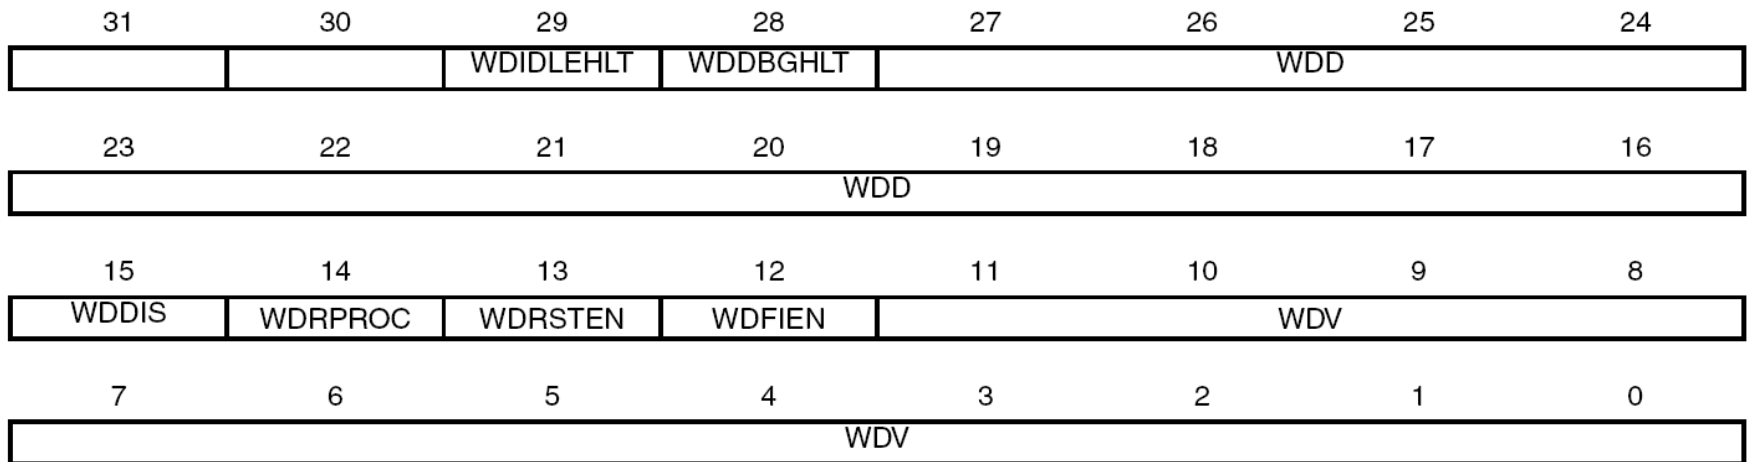 31 30 29 28 27 26 25 24
WDIDLEHLT WDDBGHLT WDD
23 22 21 20 19 18 17 16
WDD
15 14 13 12 11 10 9 8
WDDIS WDRPROC WDRSTEN WDFIEN WDV
7 6 5 4 3 2 1 0
WDV